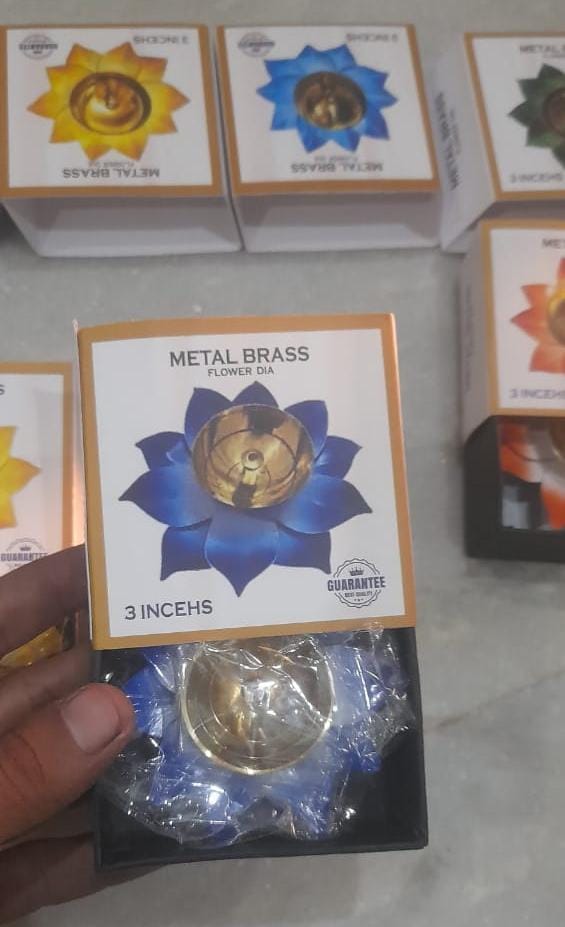 3 INCEHS
FLOWER DIA
METAL BRASS
3 INCEHS
FLOWER DIA
METAL BRASS
3 INCEHS
METAL BRASS
FLOWER DIA
GUARANTEE
BEST QUALITY
3 INCEHS
GUARANTEE
3 INCEHS